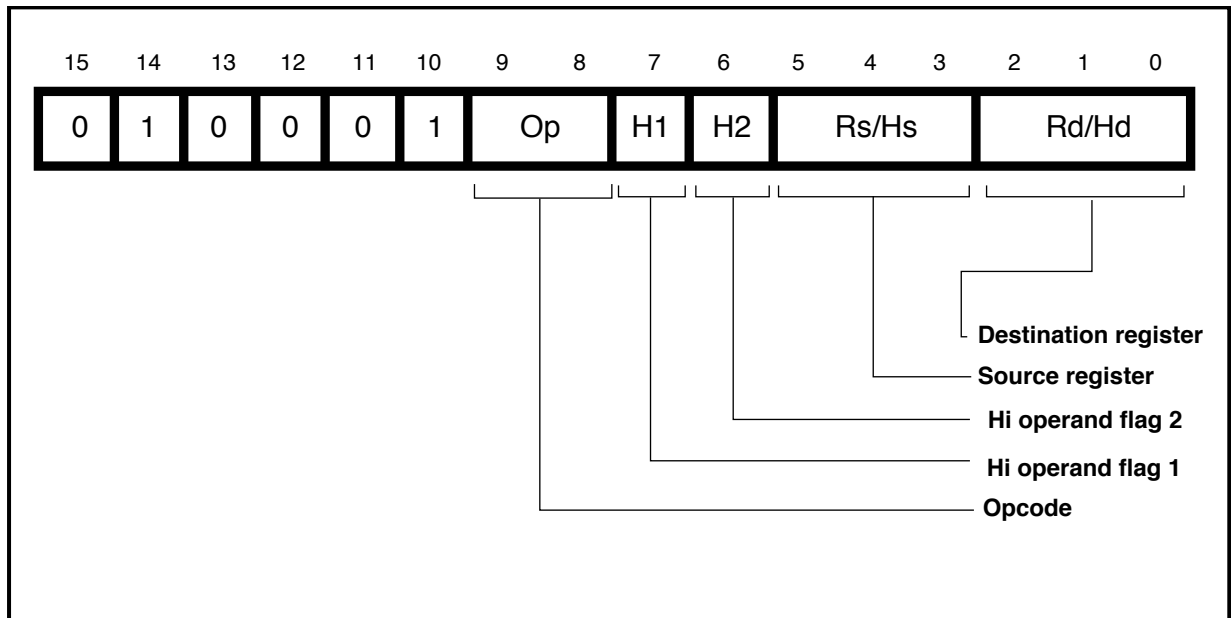 15 14 13 12 11 10 9 8 7 6 5 4 3 2 1 0
0 1 0 0 0 1 Op H1 H2 Rs/Hs Rd/Hd
Destination register
Source register
Hi operand flag 2
Hi operand flag 1
Opcode